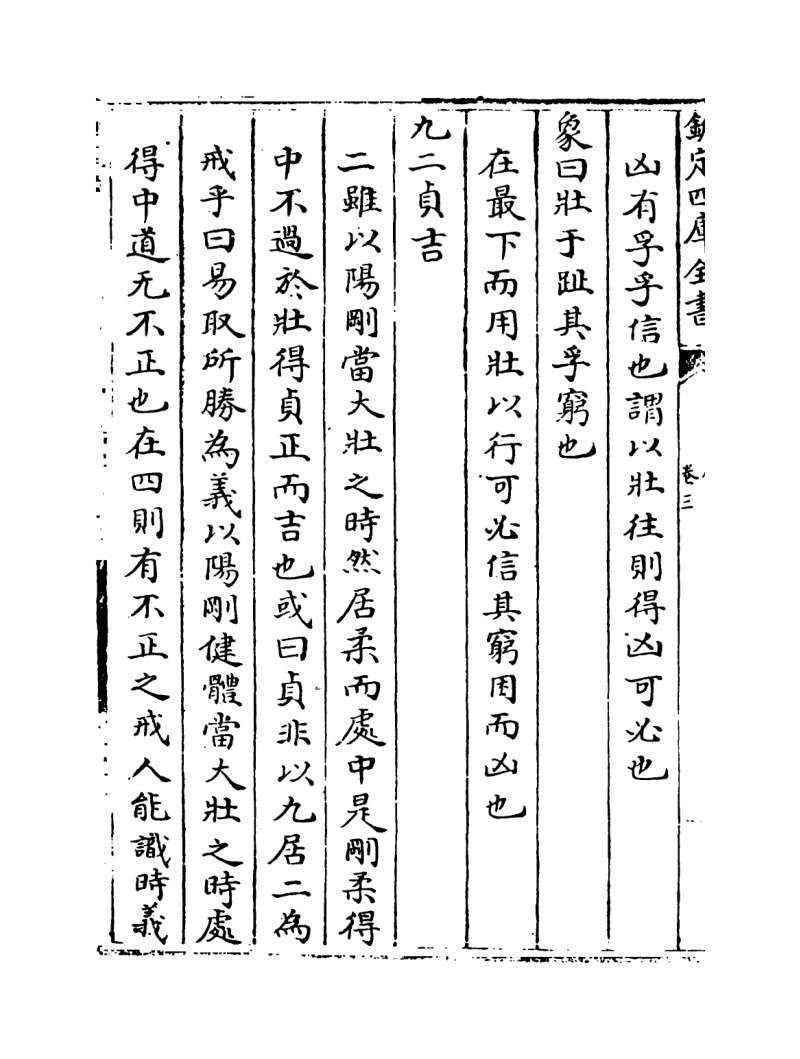 欽定四庫全書
卷三
凶有孚孚信也謂以壯往則得凶可必也
象曰壯于趾其孚窮也
在最下而用壯以行可必信其窮困而凶也
九二貞吉
二雖以陽剛當大壯之時然居柔而處中是剛柔得
中不過於壯得貞正而吉也或曰貞非以九居二為
戒乎曰易取所勝為義以陽剛健體當大壯之時處
得中道无不正也在四則有不正之戒人能識時義